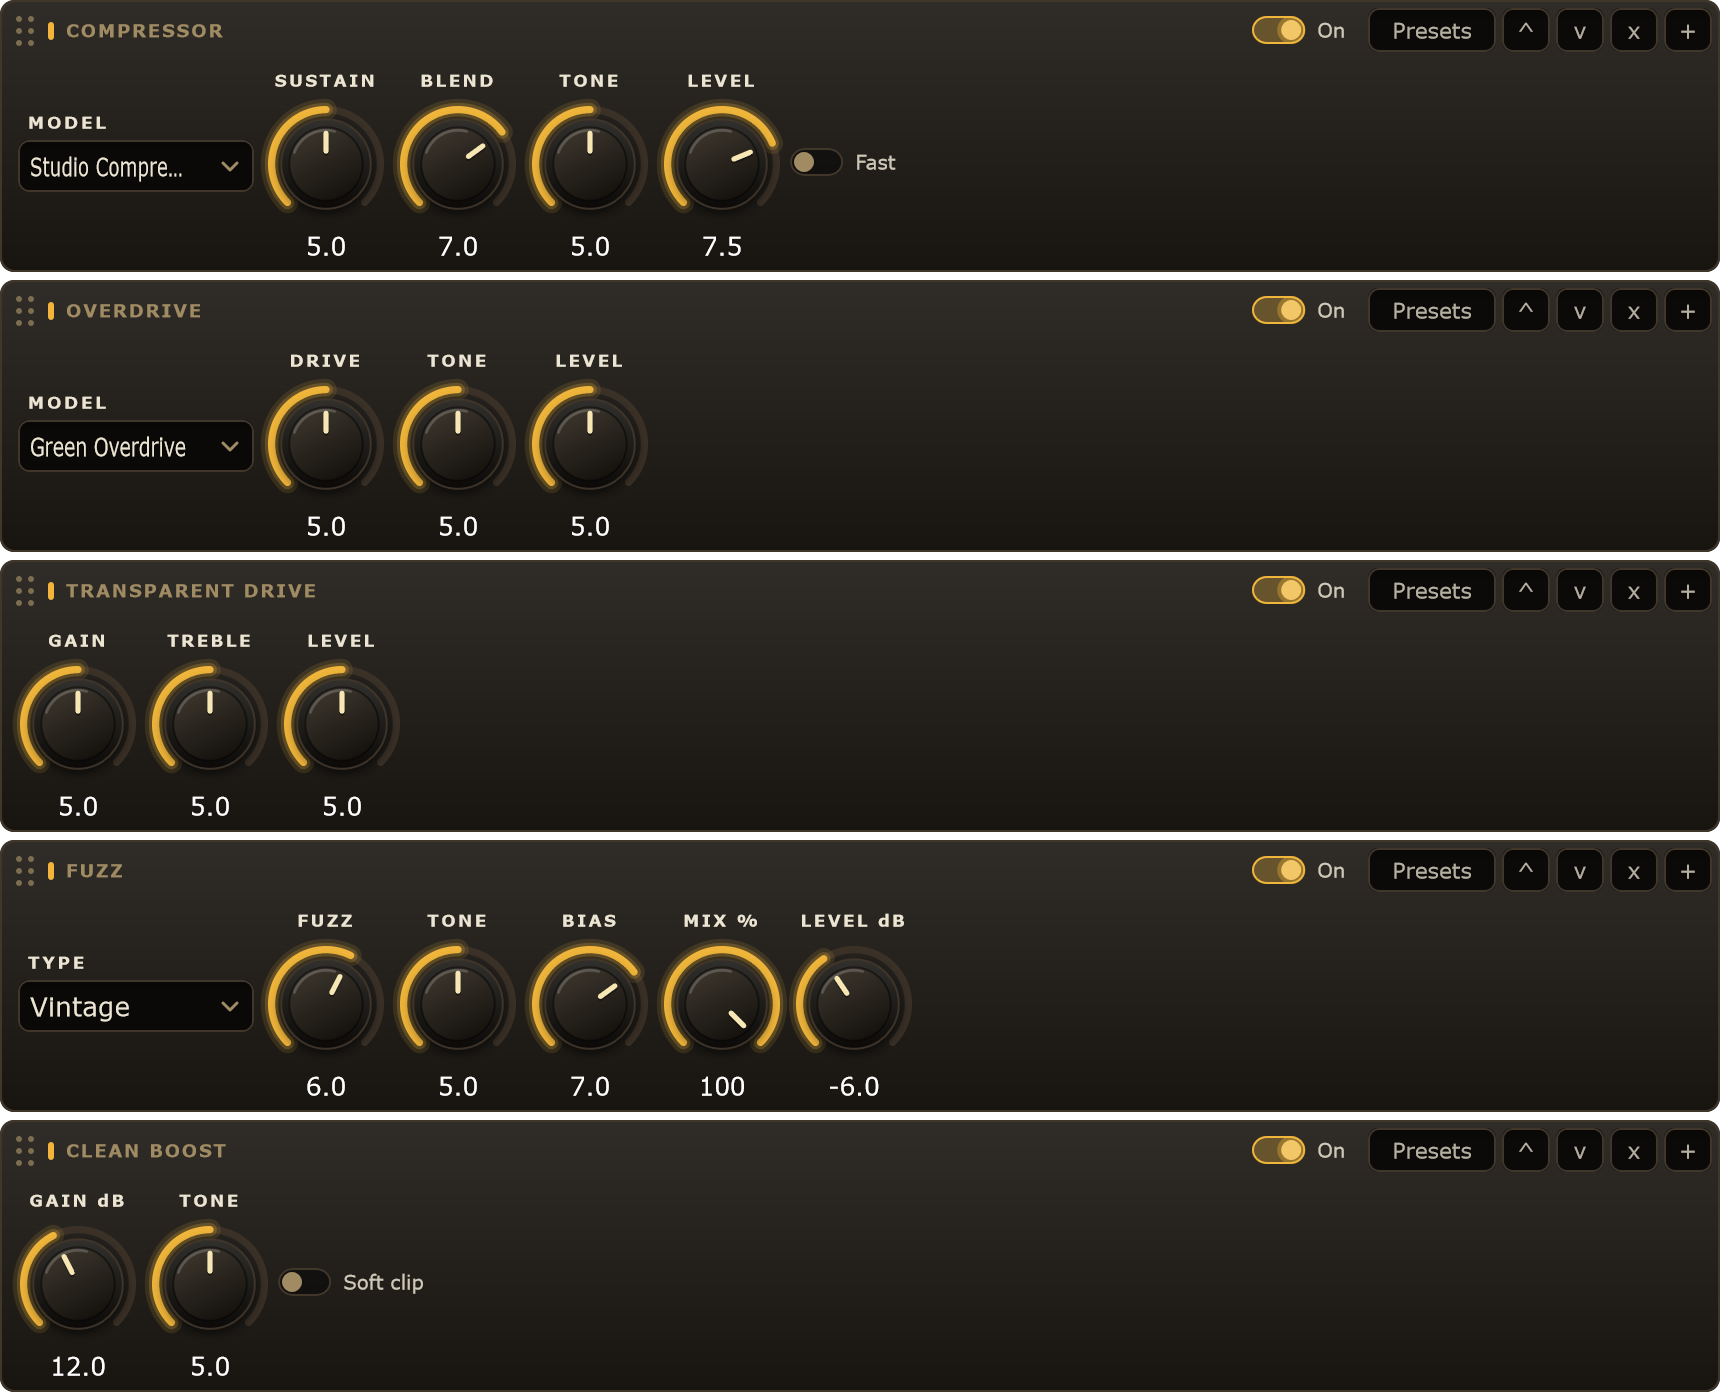 COMPRESSOR On Presets ^ v x +
SUSTAIN BLEND TONE LEVEL
MODEL
Studio Compre... Fast
5.0 7.0 5.0 7.5
OVERDRIVE On Presets ^ v x +
DRIVE TONE LEVEL
MODEL
Green Overdrive
5.0 5.0 5.0
TRANSPARENT DRIVE On Presets ^ v x +
GAIN TREBLE LEVEL
5.0 5.0 5.0
FUZZ On Presets ^ v x +
FUZZ TONE BIAS MIX % LEVEL dB
TYPE
Vintage
6.0 5.0 7.0 100 -6.0
CLEAN BOOST On Presets ^ v x +
GAIN dB TONE
Soft clip
12.0 5.0